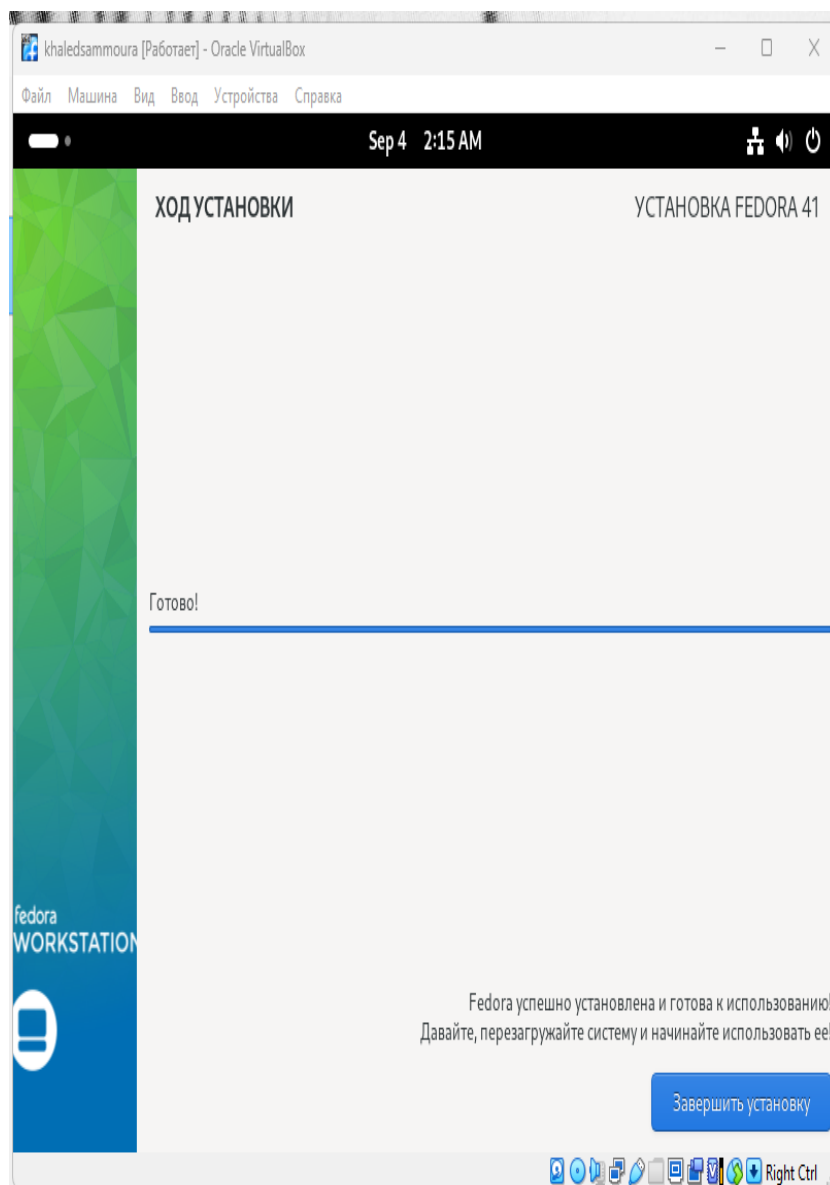 khaledsammoura [Работает] - Oracle VirtualBox
Файл Машина Вид Ввод Устройства Справка
Sep 4 2:15 AM
ХОД УСТАНОВКИ
УСТАНОВКА FEDORA 41
Готово!
fedora
WORKSTATION
Fedora успешно установлена и готова к использованию!
Давайте, перезагружайте систему и начинайте использовать ее!
Завершить установку
Right Ctrl